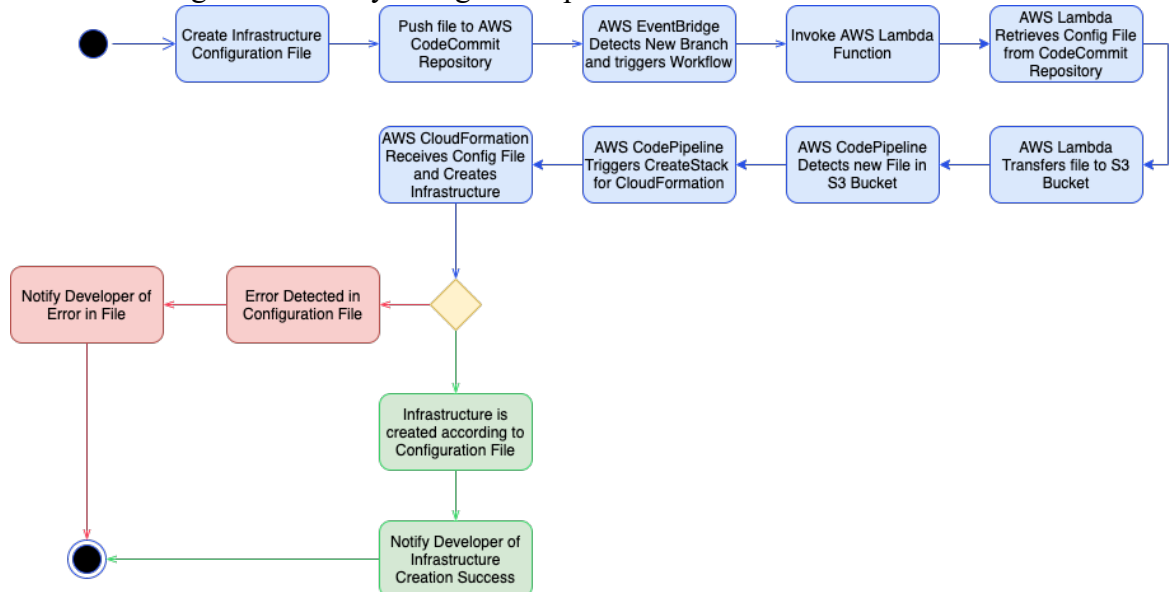 Create Infrastructure
Configuration File
Push file to AWS
CodeCommit
Repository
AWS EventBridge
Detects New Branch
and triggers Workflow
Invoke AWS Lambda
Function
AWS Lambda
Retrieves Config File
from CodeCommit
Repository
AWS CloudFormation
Receives Config File
and Creates
Infrastructure
AWS CodePipeline
Triggers CreateStack
for CloudFormation
AWS CodePipeline
Detects new File in
S3 Bucket
AWS Lambda
Transfers file to S3
Bucket
Notify Developer of
Error in File
Error Detected in
Configuration File
Infrastructure is
created according to
Configuration File
Notify Developer of
Infrastructure
Creation Success